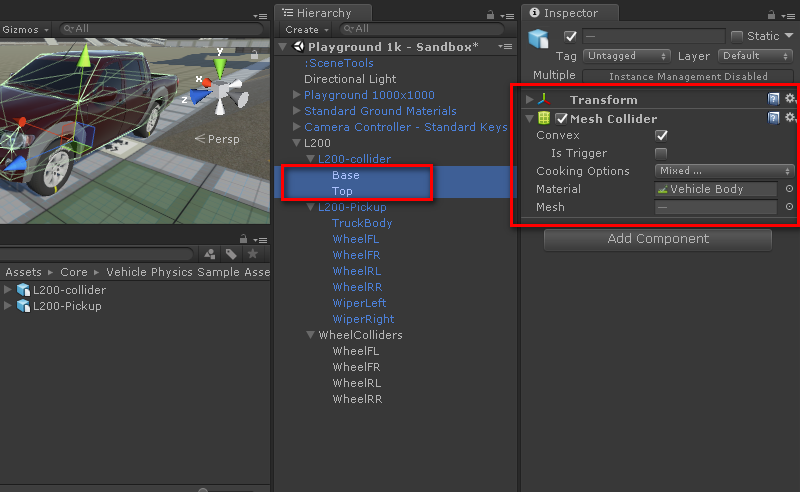 Gizmos All
y
x
z
Persp
Assets Core Vehicle Physics Sample Asse
L200-collider
L200-Pickup
Hierarchy
Create All
Playground 1k - Sandbox*
:SceneTools
Directional Light
Playground 1000x1000
Standard Ground Materials
Camera Controller - Standard Keys
L200
L200-collider
Base
Top
L200-Pickup
TruckBody
WheelFL
WheelFR
WheelRL
WheelRR
WiperLeft
WiperRight
WheelColliders
WheelFL
WheelFR
WheelRL
WheelRR
Inspector
— Static
Tag Untagged Layer Default
Multiple Instance Management Disabled
Transform
Mesh Collider
Convex
Is Trigger
Cooking Options Mixed ...
Material Vehicle Body
Mesh —
Add Component